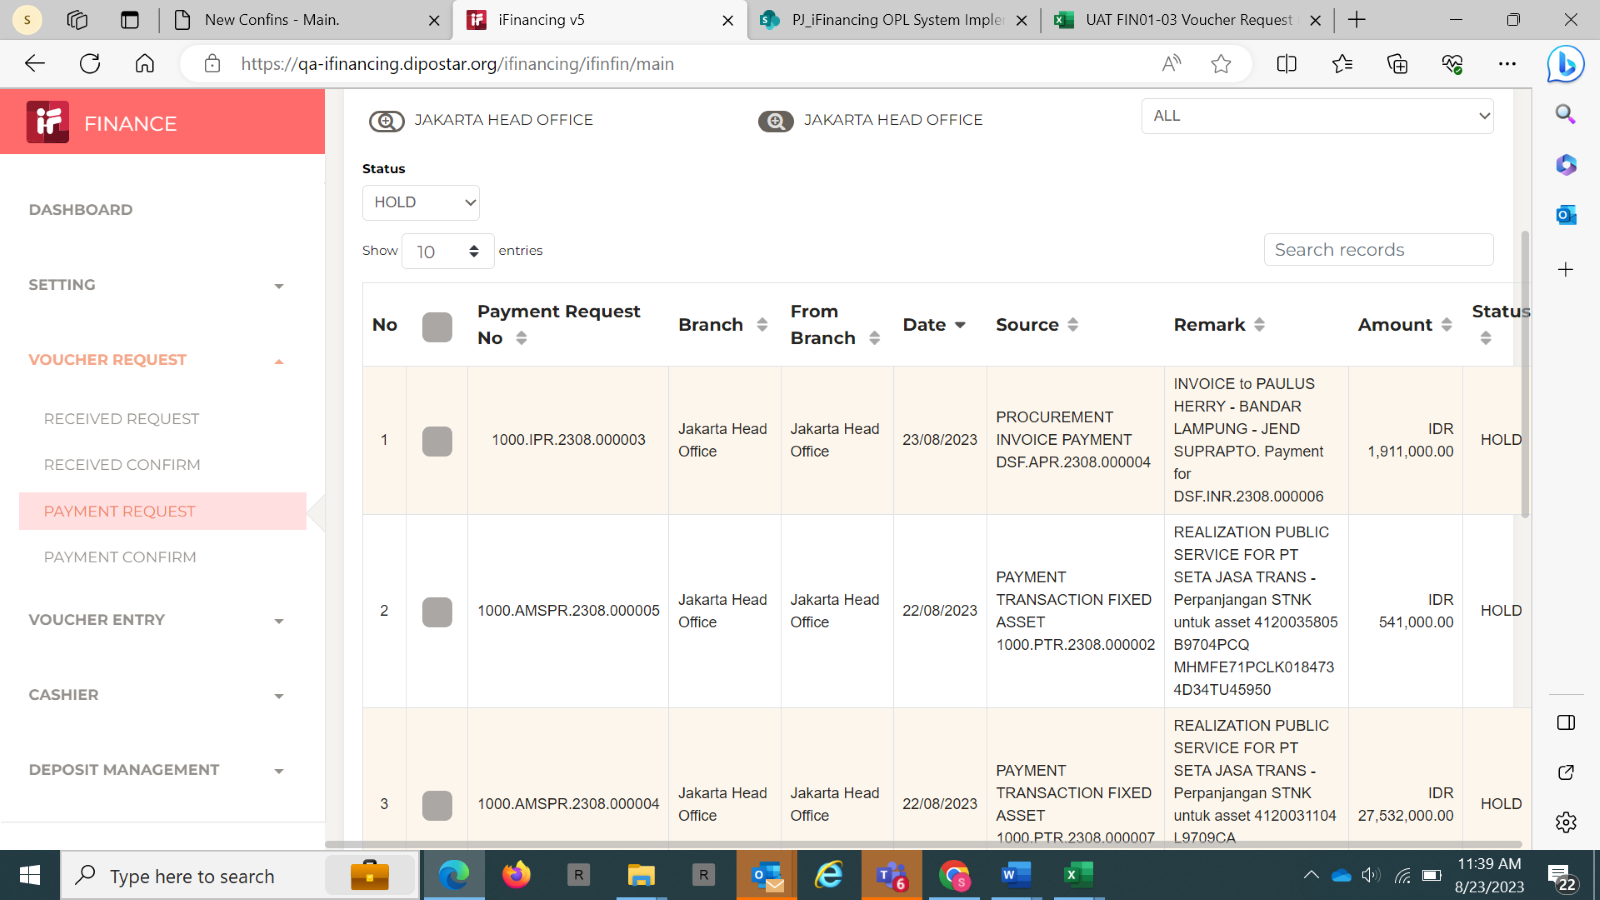 S
New Confins - Main.
iFinancing v5
PJ_iFinancing OPL System Imple
UAT FIN01-03 Voucher Request
https://qa-ifinancing.dipostar.org/ifinancing/ifinfin/main
iF FINANCE
JAKARTA HEAD OFFICE
JAKARTA HEAD OFFICE
ALL
Status
HOLD
Show 10 entries
Search records
DASHBOARD
SETTING
VOUCHER REQUEST
RECEIVED REQUEST
RECEIVED CONFIRM
PAYMENT REQUEST
PAYMENT CONFIRM
VOUCHER ENTRY
CASHIER
DEPOSIT MANAGEMENT
No
Payment Request
No
Branch
From
Branch
Date
Source
Remark
Amount
Status
1
1000.IPR.2308.000003
Jakarta Head
Office
Jakarta Head
Office
23/08/2023
PROCUREMENT
INVOICE PAYMENT
DSF.APR.2308.000004
INVOICE to PAULUS
HERRY - BANDAR
LAMPUNG - JEND
SUPRAPTO. Payment
for
DSF.INR.2308.000006
IDR
1,911,000.00
HOLD
2
1000.AMSPR.2308.000005
Jakarta Head
Office
Jakarta Head
Office
22/08/2023
PAYMENT
TRANSACTION FIXED
ASSET
1000.PTR.2308.000002
REALIZATION PUBLIC
SERVICE FOR PT
SETA JASA TRANS -
Perpanjangan STNK
untuk asset 4120035805
B9704PCQ
MHMFE71PCLK018473
4D34TU45950
IDR
541,000.00
HOLD
3
1000.AMSPR.2308.000004
Jakarta Head
Office
Jakarta Head
Office
22/08/2023
PAYMENT
TRANSACTION FIXED
ASSET
1000.PTR.2308.000007
REALIZATION PUBLIC
SERVICE FOR PT
SETA JASA TRANS -
Perpanjangan STNK
untuk asset 4120031104
L9709CA
IDR
27,532,000.00
HOLD
Type here to search
11:39 AM
8/23/2023
22